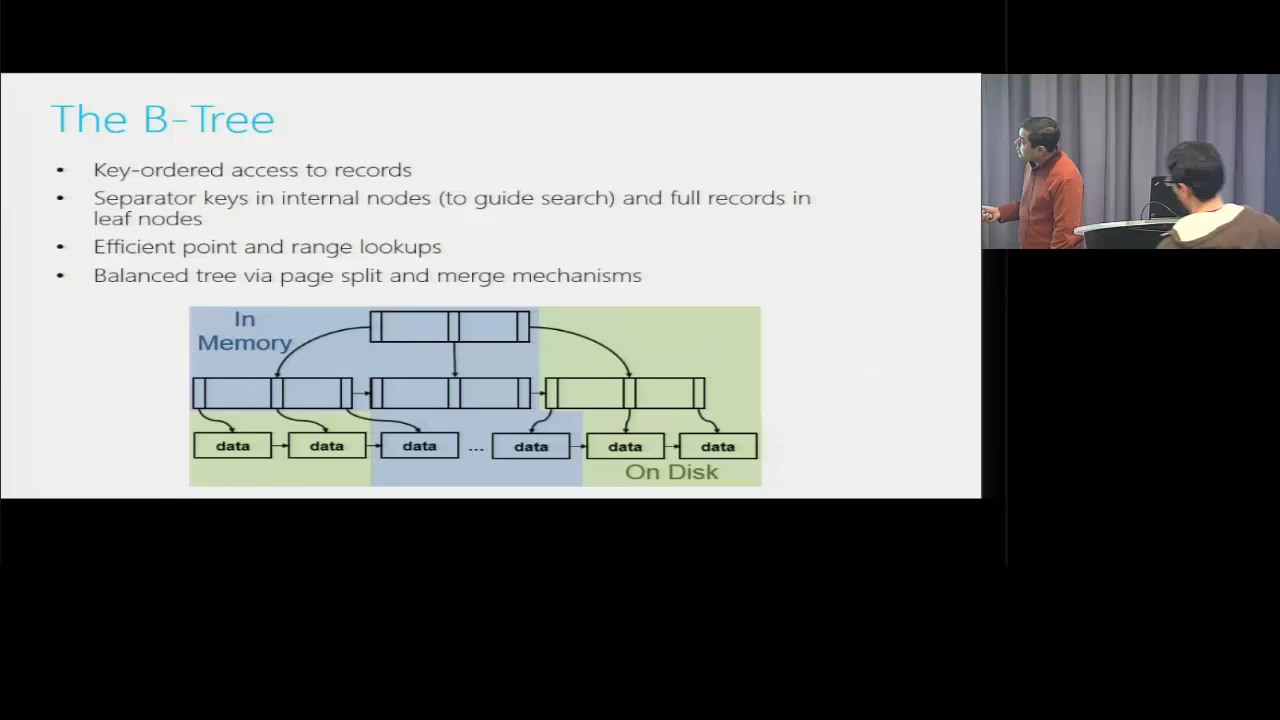 The B-Tree
• Key-ordered access to records
• Separator keys in internal nodes (to guide search) and full records in
leaf nodes
• Efficient point and range lookups
• Balanced tree via page split and merge mechanisms
In
Memory
data data data ... data data data
On Disk